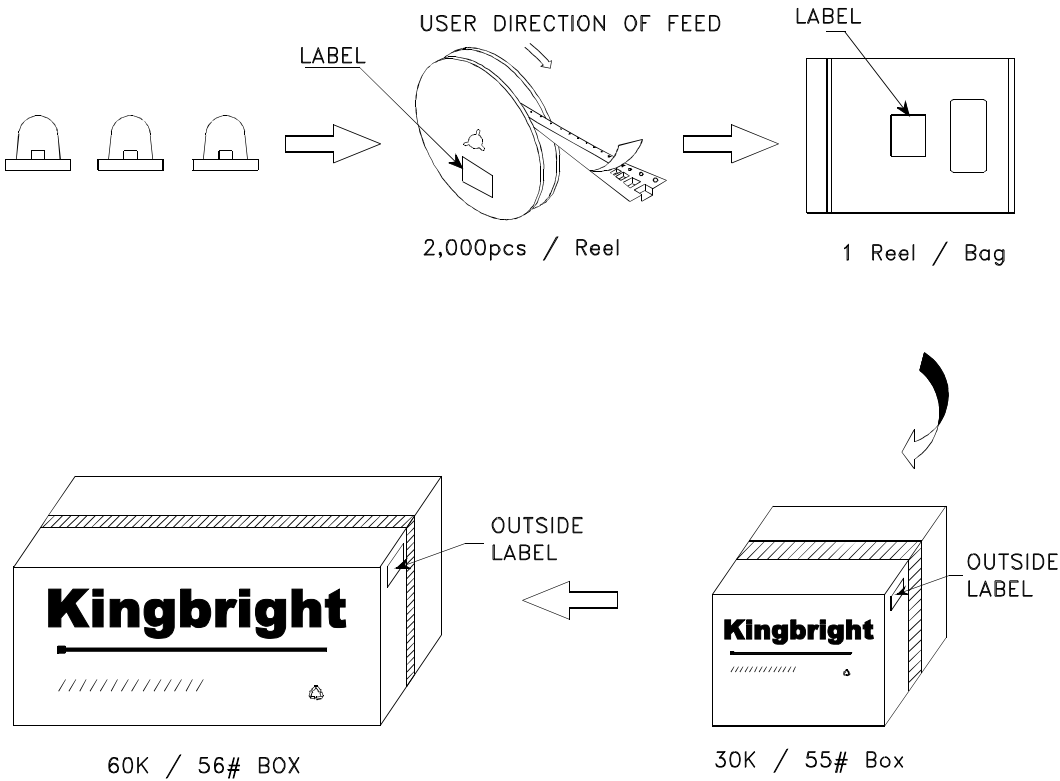 USER DIRECTION OF FEED
LABEL
LABEL
2,000pcs / Reel
1 Reel / Bag
OUTSIDE
LABEL
OUTSIDE
LABEL
Kingbright
Kingbright
60K / 56# BOX
30K / 55# Box